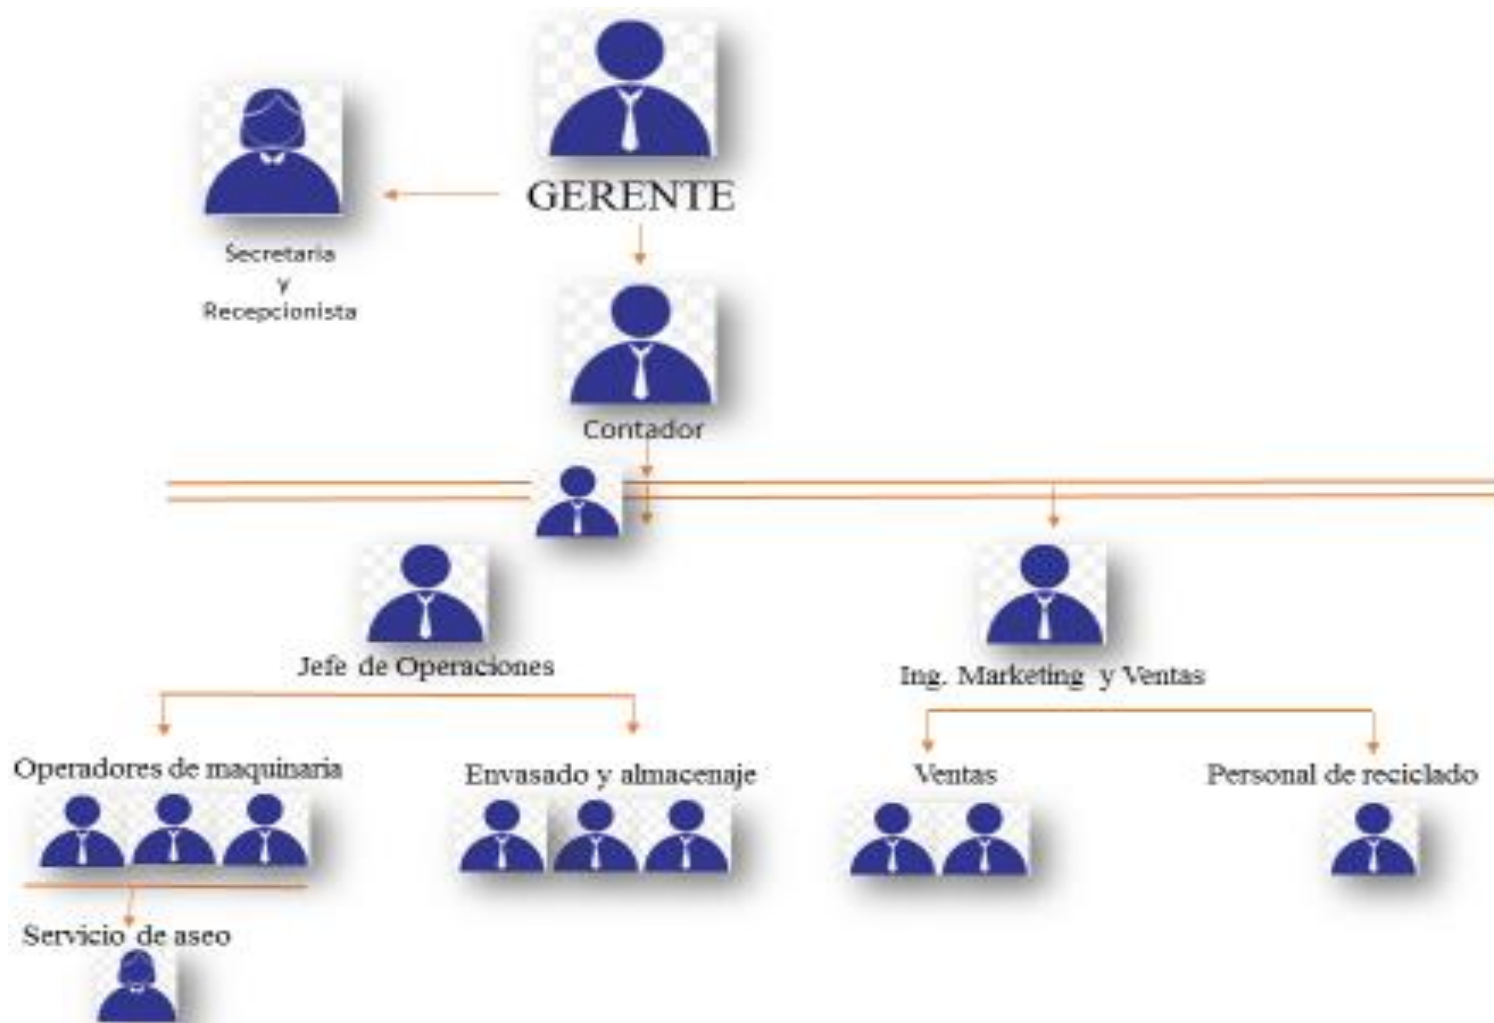 GERENTE
Secretaria
y
Recepcionista
Contador
Jefe de Operaciones
Ing. Marketing y Ventas
Operadores de maquinaria
Envasado y almacenaje
Ventas
Personal de reciclado
Servicio de aseo